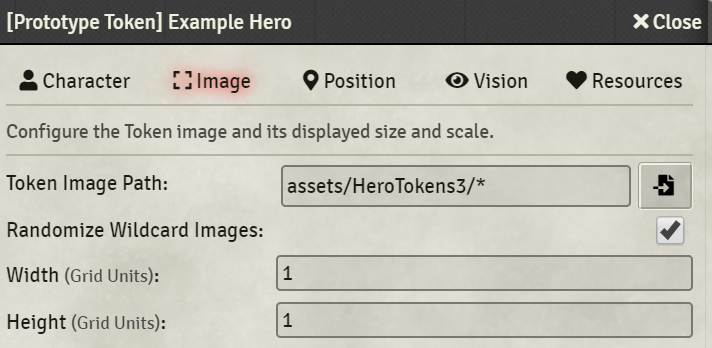 [Prototype Token] Example Hero Close
Character Image Position Vision Resources
Configure the Token image and its displayed size and scale.
Token Image Path: assets/HeroTokens3/*
Randomize Wildcard Images:
Width (Grid Units): 1
Height (Grid Units): 1